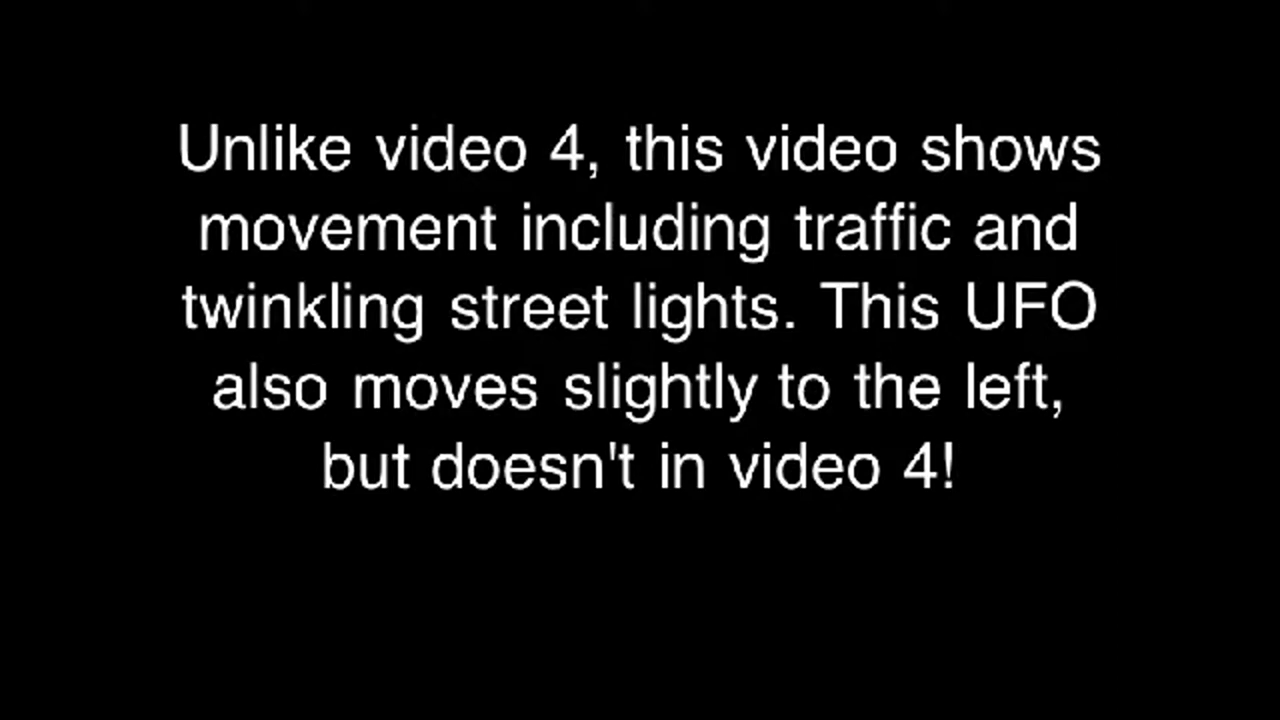 Unlike video 4, this video shows
movement including traffic and
twinkling street lights. This UFO
also moves slightly to the left,
but doesn't in video 4!